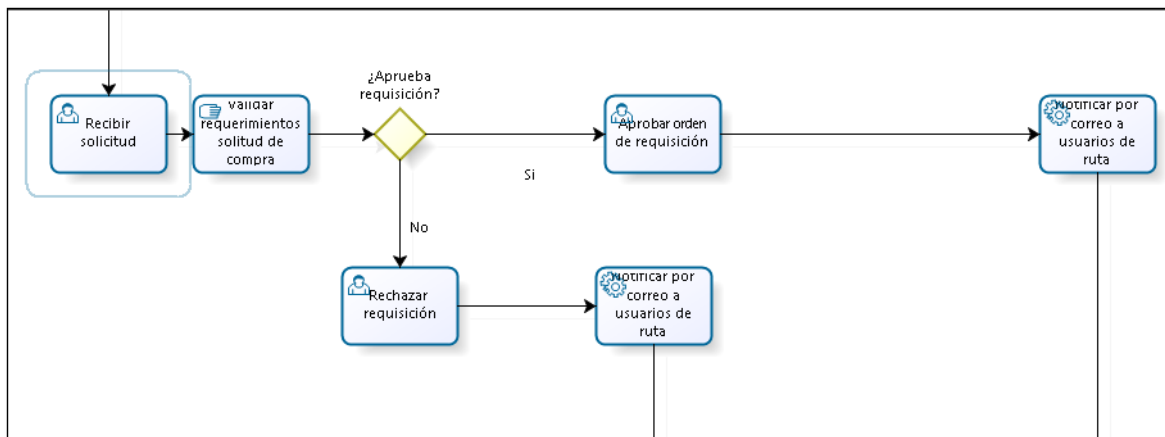 ¿Aprueba
requisición?
Recibir
solicitud
Validar
requerimientos
solitud de
compra
Si
Aprobar orden
de requisición
Notificar por
correo a
usuarios de
ruta
No
Rechazar
requisición
Notificar por
correo a
usuarios de
ruta